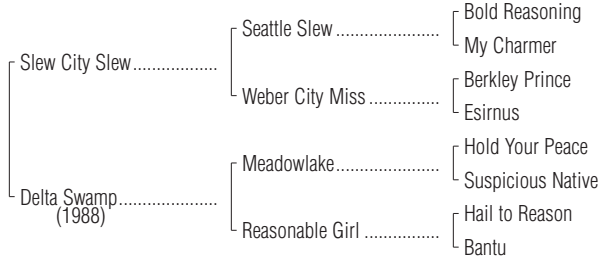 Bold Reasoning
Seattle Slew ....................
My Charmer
Slew City Slew.................
Berkley Prince
Weber City Miss ..............
Esirnus
Hold Your Peace
Meadowlake....................
Suspicious Native
Delta Swamp...................
(1988)
Hail to Reason
Reasonable Girl ...............
Bantu